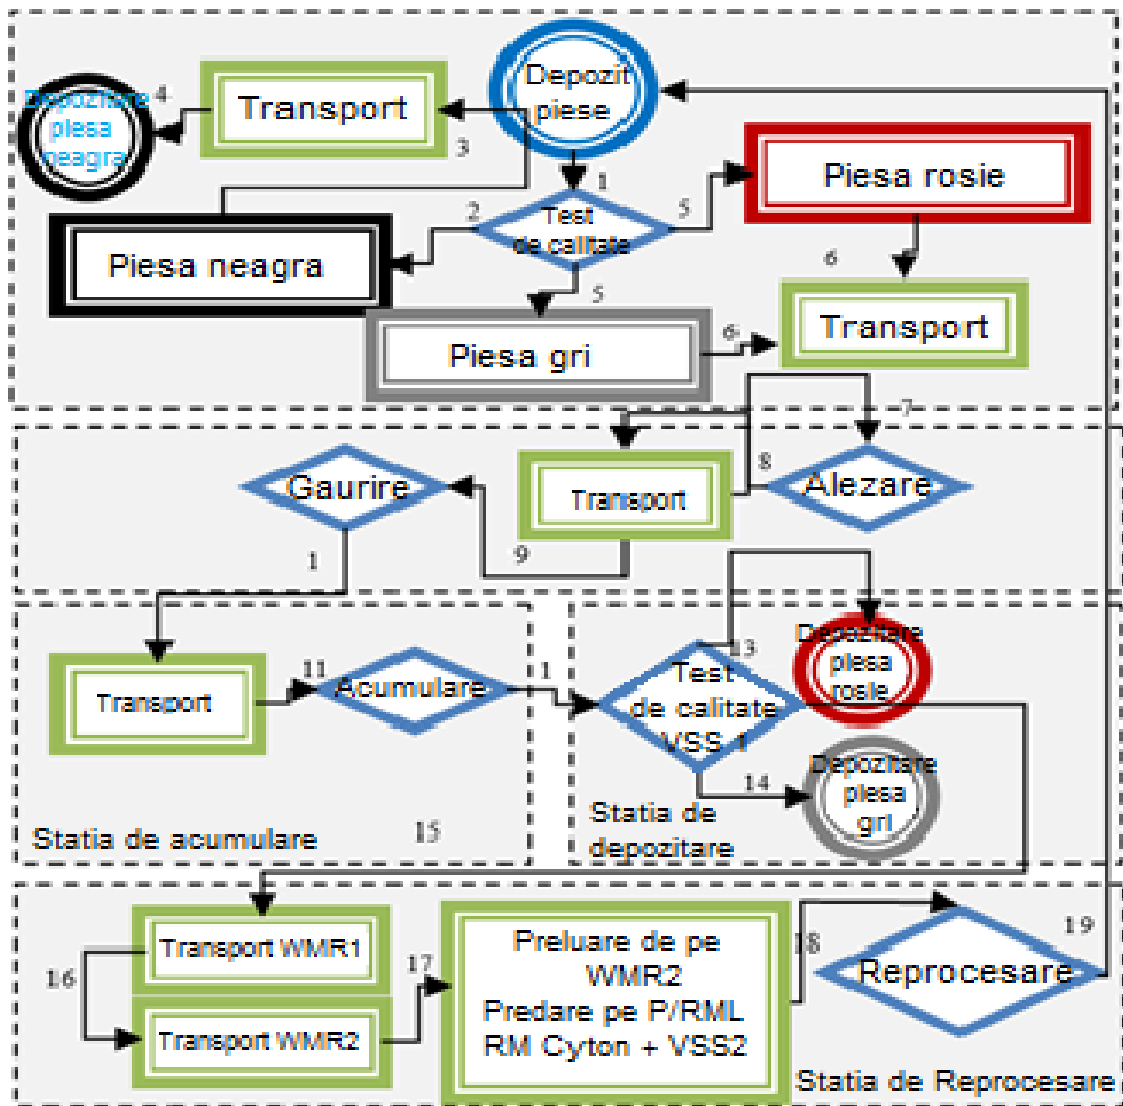 Depozit
piese
Depozitare
piesa
neagra
4
Transport
3
1
Test
de calitate
2
5
Piesa rosie
Piesa neagra
5
6
Piesa gri
6
Transport
7
Gaurire
Transport
8
Alezare
9
1
Transport
11
Acumulare
1
Test
de calitate
VSS 1
13
Depozitare
piesa
rosie
14
Depozitare
piesa
gri
Statia de acumulare
15
Statia de
depozitare
Transport WMR1
16
Transport WMR2
17
Preluare de pe
WMR2
Predare pe P/RML
RM Cyton + VSS2
18
Reprocesare
19
Statia de Reprocesare